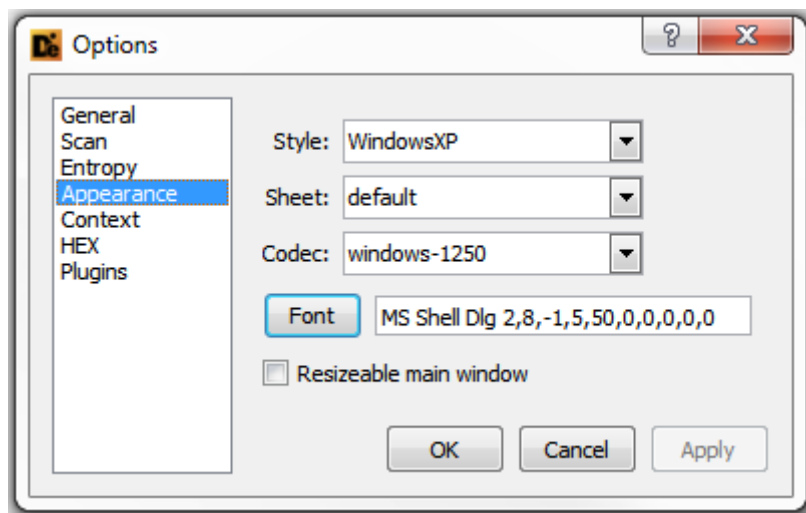 Options
General
Scan
Entropy
Appearance
Context
HEX
Plugins
Style: WindowsXP
Sheet: default
Codec: windows-1250
Font MS Shell Dlg 2,8,-1,5,50,0,0,0,0,0
Resizeable main window
OK Cancel Apply